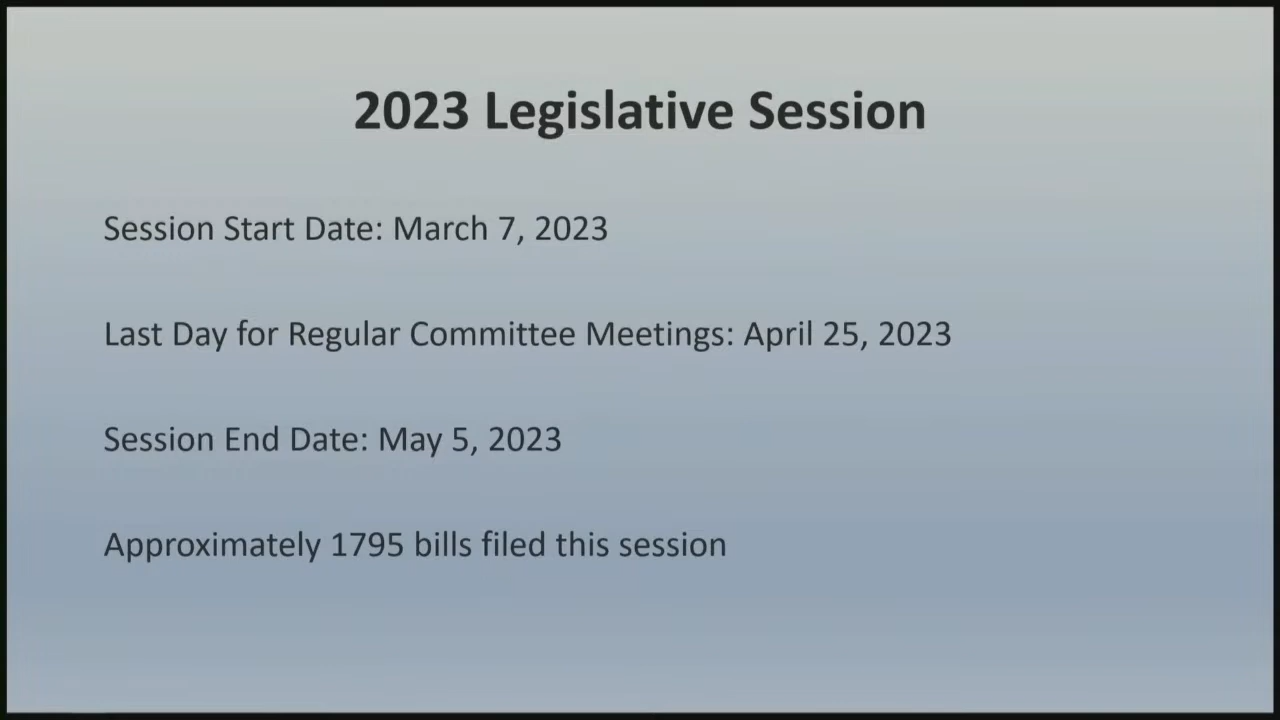 2023 Legislative Session
Session Start Date: March 7, 2023
Last Day for Regular Committee Meetings: April 25, 2023
Session End Date: May 5, 2023
Approximately 1795 bills filed this session